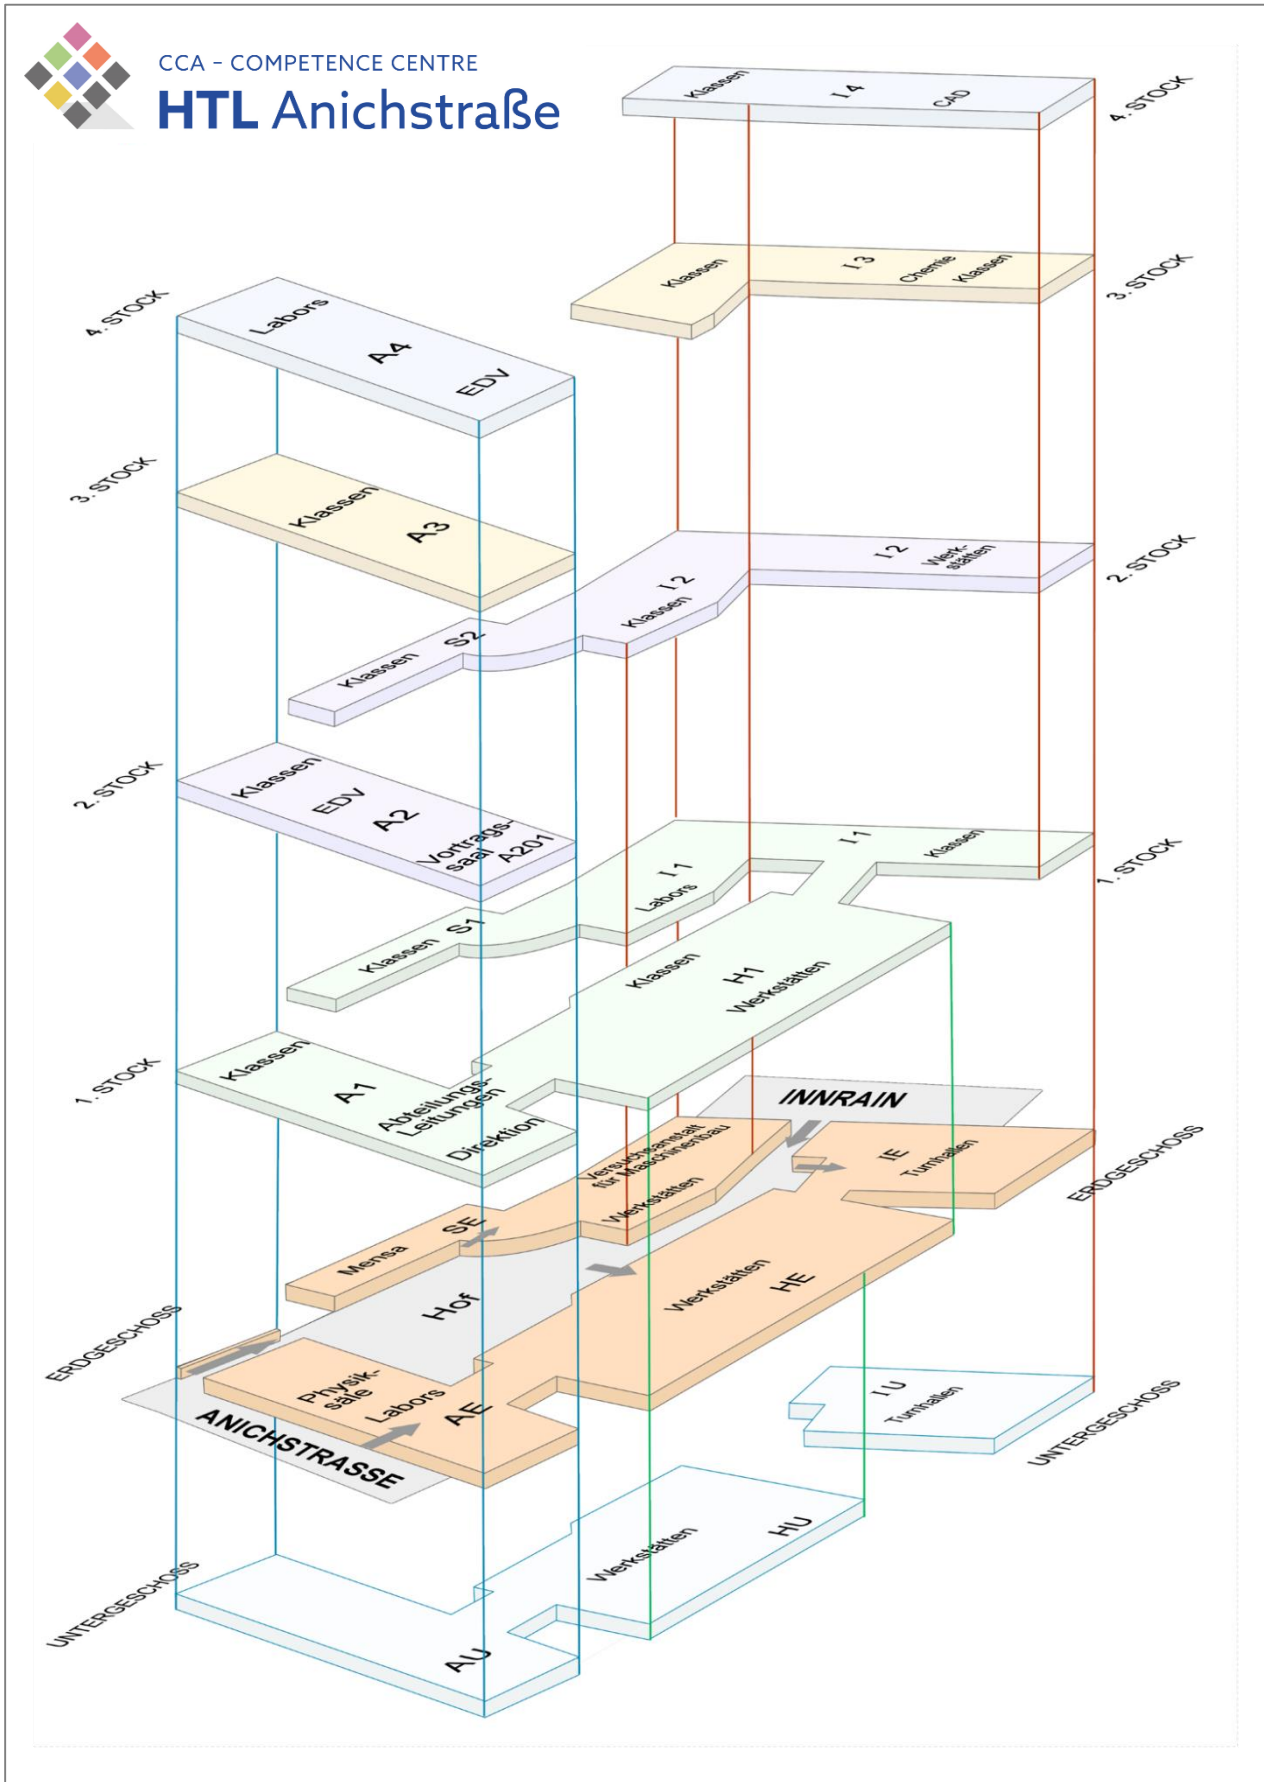 CCA – COMPETENCE CENTRE
HTL Anichstraße
Klassen
I 4
CAD
4. STOCK
Klassen
I 3
Chemie
Klassen
3. STOCK
4. STOCK
Labors
A4
EDV
3. STOCK
Klassen
A3
I 2
Werk-
stätten
2. STOCK
I 2
Klassen
S2
Klassen
2. STOCK
Klassen
EDV
A2
Vortrags-
saal A201
I 1
Klassen
1. STOCK
I 1
Labors
S1
Klassen
Klassen
H1
Werkstätten
1. STOCK
Klassen
A1
Abteilungs-
Leitungen
Direktion
INNRAIN
Versuchsanstalt
für Maschinenbau
Werkstätten
IE
Turnhallen
ERDGESCHOSS
SE
Mensa
Hof
Werkstätten
HE
ERDGESCHOSS
Physik-
säle
Labors
AE
ANICHSTRASSE
I U
Turnhallen
UNTERGESCHOSS
Werkstätten
HU
UNTERGESCHOSS
AU